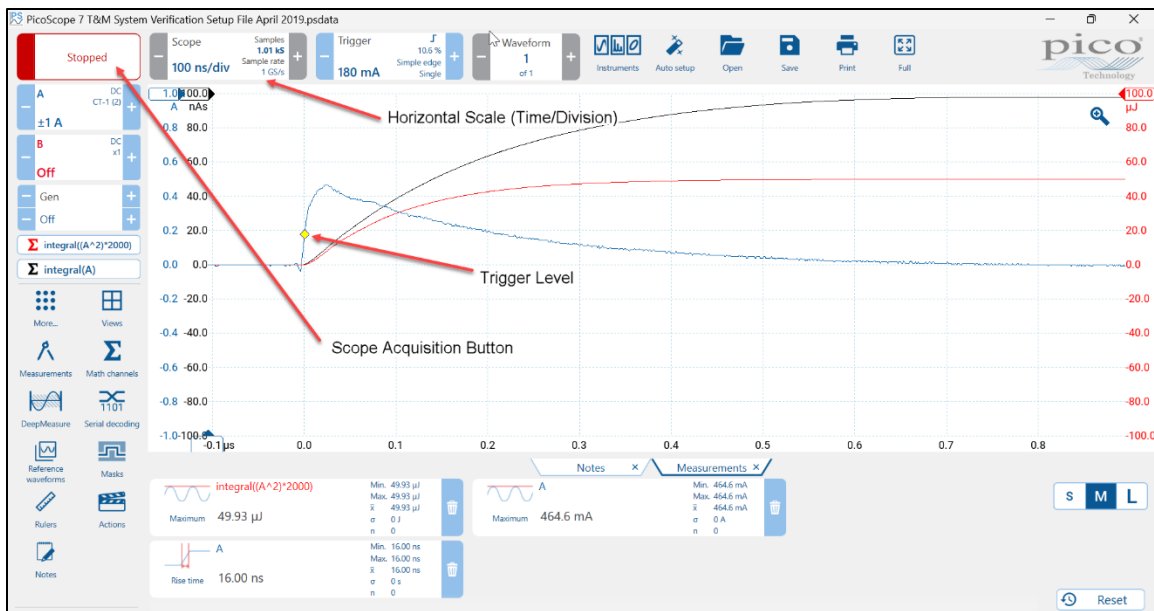 PicoScope 7 T&M System Verification Setup File April 2019.psdata
Stopped
Scope
100 ns/div
Samples
1.01 kS
Sample rate
1 GS/s
Trigger
180 mA
10.6 %
Simple edge
Single
Waveform
1
of 1
Instruments
Auto setup
Open
Save
Print
Full
pico
Technology
A
DC
CT-1 (2)
±1 A
B
DC
x1
Off
Gen
Off
Σ integral((A^2)*2000)
Σ integral(A)
More...
Views
Measurements
Math channels
DeepMeasure
1101
Serial decoding
Reference
waveforms
Masks
Rulers
Actions
Notes
1.0 100.0
A nAs
0.8 80.0
0.6 60.0
0.4 40.0
0.2 20.0
0.0 0.0
-0.2 -20.0
-0.4 -40.0
-0.6 -60.0
-0.8 -80.0
-1.0 -100.0
Horizontal Scale (Time/Division)
Trigger Level
Scope Acquisition Button
100.0
µJ
80.0
60.0
40.0
20.0
0.0
-20.0
-40.0
-60.0
-80.0
-100.0
-0.1 µs 0.0 0.1 0.2 0.3 0.4 0.5 0.6 0.7 0.8
Notes ×
Measurements ×
integral((A^2)*2000)
Maximum 49.93 µJ
Min. 49.93 µJ
Max. 49.93 µJ
x̄ 49.93 µJ
σ 0 J
n 0
A
Maximum 464.6 mA
Min. 464.6 mA
Max. 464.6 mA
x̄ 464.6 mA
σ 0 A
n 0
A
Rise time 16.00 ns
Min. 16.00 ns
Max. 16.00 ns
x̄ 16.00 ns
σ 0 s
n 0
S M L
Reset